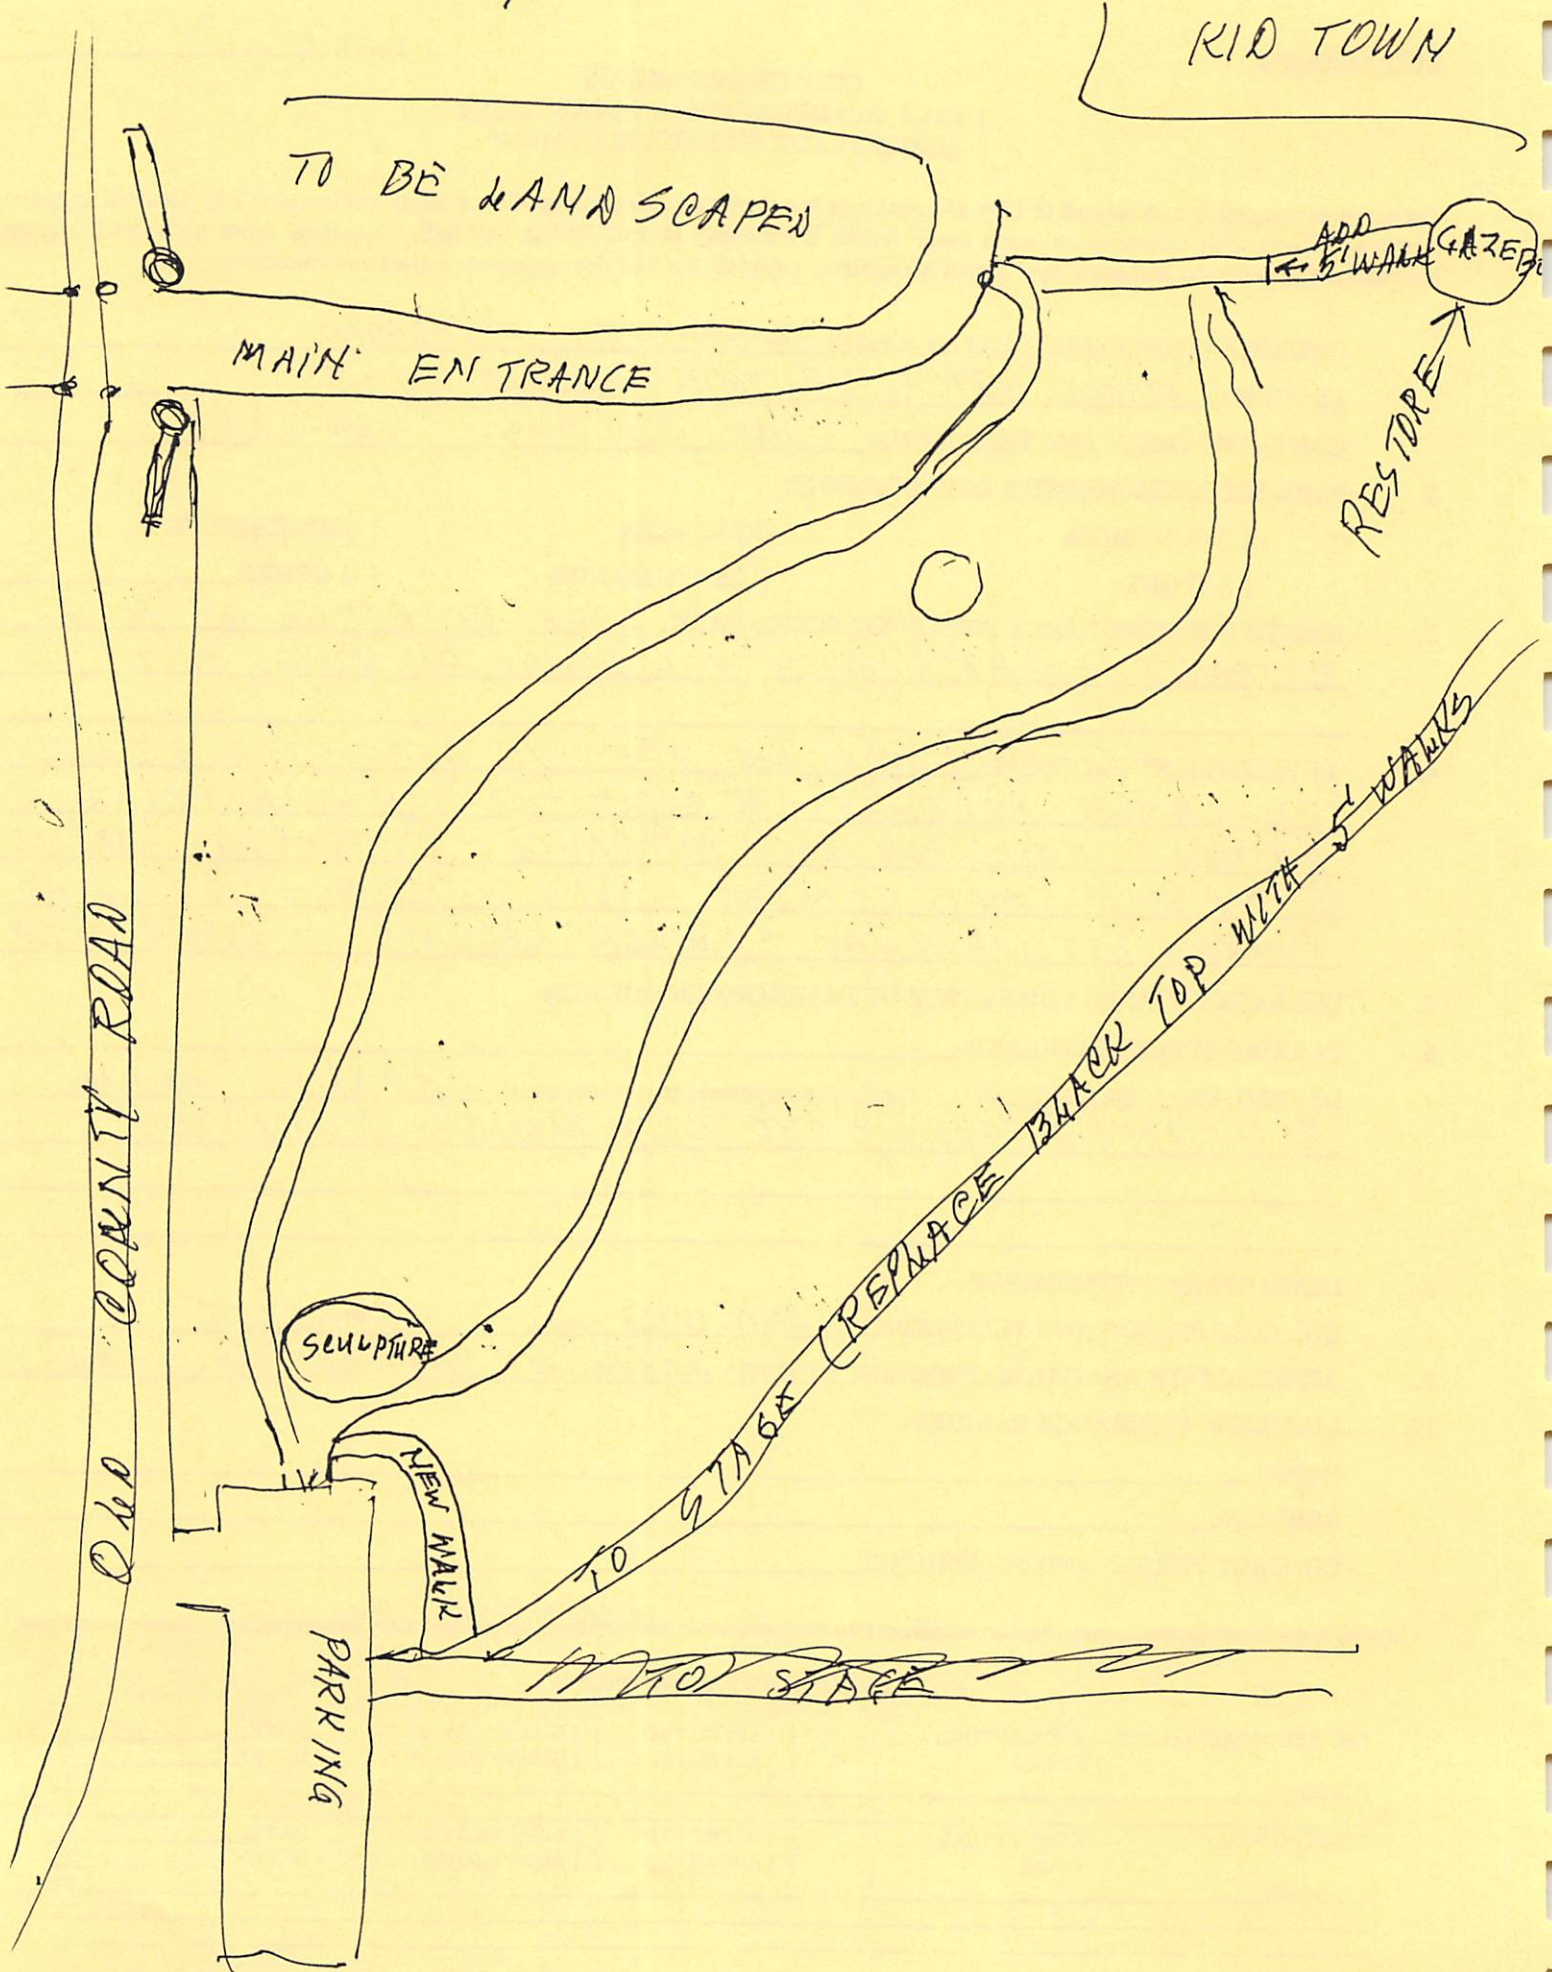 KID TOWN
TO BE LANDSCAPED
ADD
← 5' WALK
GAZEBO
MAIN ENTRANCE
RESTORE
OLD COUNTY ROAD
TO STAGE (REPLACE BLACK TOP WITH 5' WALKS
SCULPTURE
NEW WALK
TO STAGE
PARKING